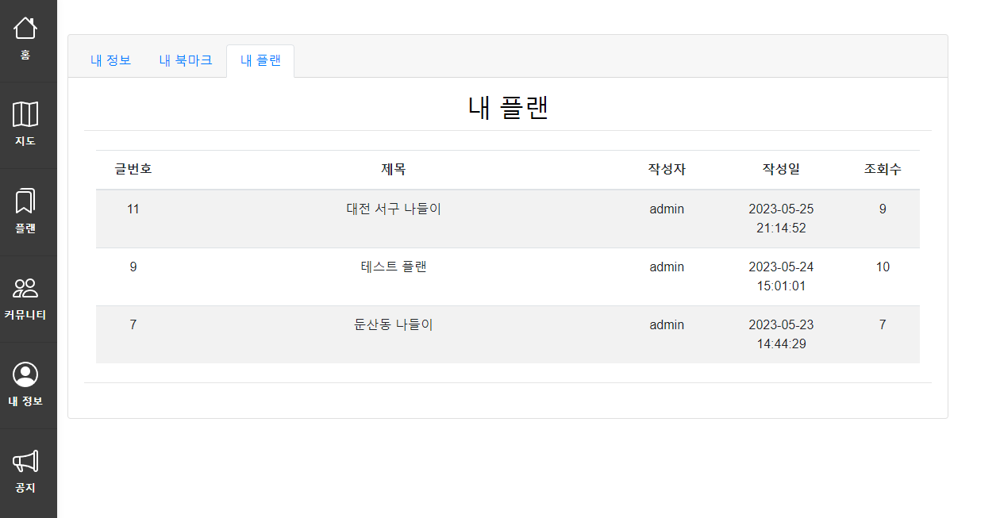 홈
지도
플랜
커뮤니티
내 정보
공지
내 정보 내 북마크 내 플랜
내 플랜
글번호 제목 작성자 작성일 조회수
11 대전 서구 나들이 admin 2023-05-25 9
21:14:52
9 테스트 플랜 admin 2023-05-24 10
15:01:01
7 둔산동 나들이 admin 2023-05-23 7
14:44:29